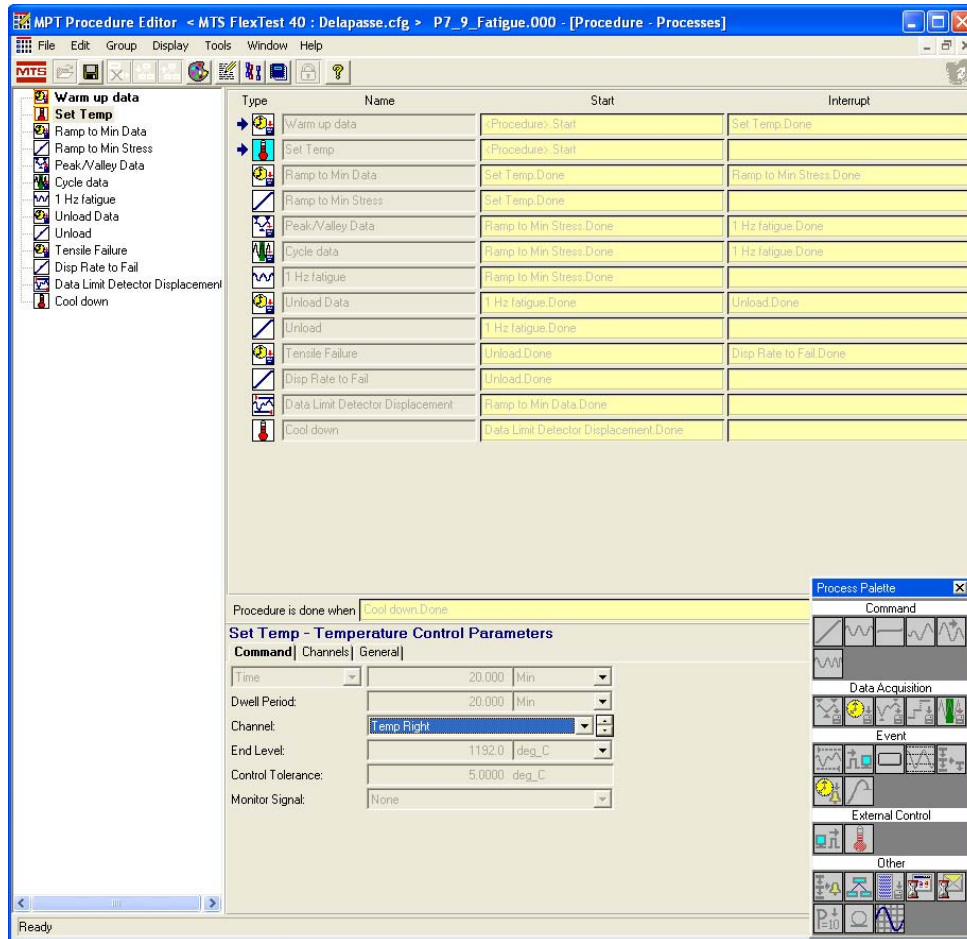 MPT Procedure Editor < MTS FlexTest 40 : Delapasse.cfg > P7_9_Fatigue.000 - [Procedure - Processes]
File Edit Group Display Tools Window Help
MTS
Warm up data
Set Temp
Ramp to Min Data
Ramp to Min Stress
Peak/Valley Data
Cycle data
1 Hz fatigue
Unload Data
Unload
Tensile Failure
Disp Rate to Fail
Data Limit Detector Displacement
Cool down
Type Name Start Interrupt
Warm up data <Procedure>.Start Set Temp.Done
Set Temp <Procedure>.Start
Ramp to Min Data Set Temp.Done Ramp to Min Stress.Done
Ramp to Min Stress Set Temp.Done
Peak/Valley Data Ramp to Min Stress.Done 1 Hz fatigue.Done
Cycle data Ramp to Min Stress.Done 1 Hz fatigue.Done
1 Hz fatigue Ramp to Min Stress.Done
Unload Data 1 Hz fatigue.Done Unload.Done
Unload 1 Hz fatigue.Done
Tensile Failure Unload.Done Disp Rate to Fail.Done
Disp Rate to Fail Unload.Done
Data Limit Detector Displacement Ramp to Min Data.Done
Cool down Data Limit Detector Displacement.Done
Procedure is done when Cool down.Done
Set Temp - Temperature Control Parameters
Command Channels General
Time 20.000 Min
Dwell Period: 20.000 Min
Channel: Temp Right
End Level: 1192.0 deg_C
Control Tolerance: 5.0000 deg_C
Monitor Signal: None
Process Palette
Command
Data Acquisition
Event
External Control
Other
P=10
Ready